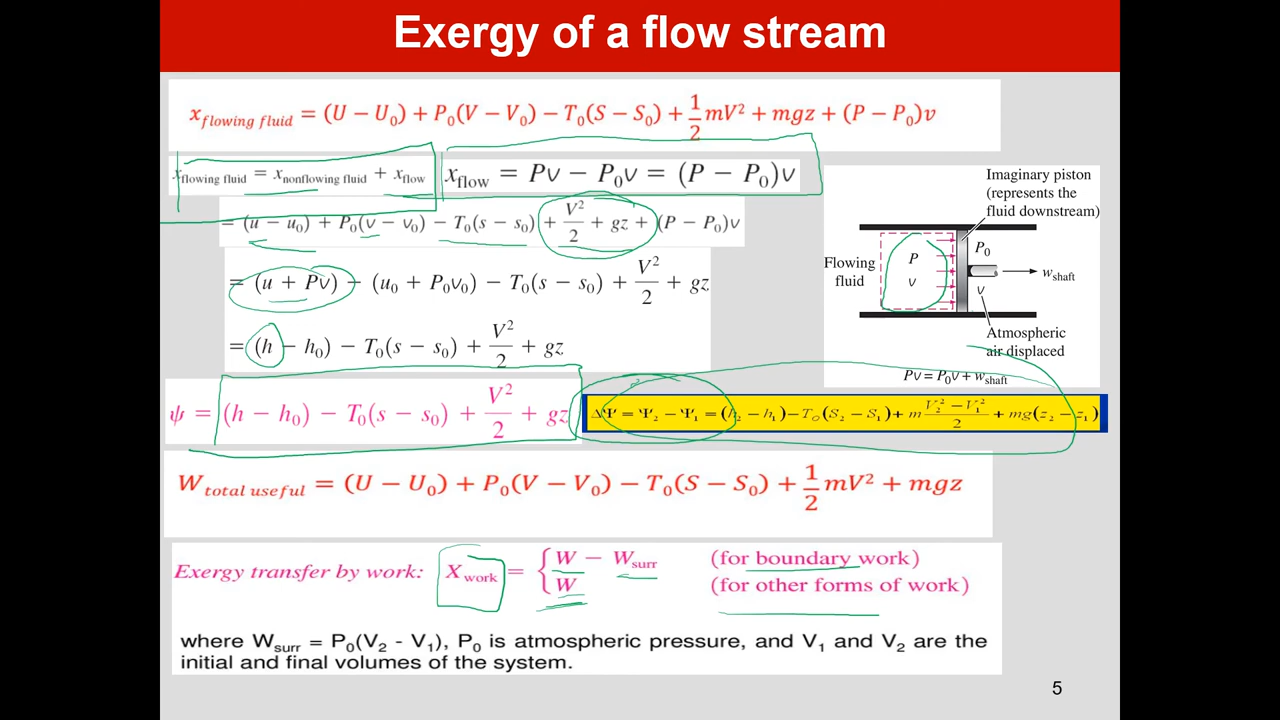 Exergy of a flow stream
x_flowing fluid = (U − U₀) + P₀(V − V₀) − T₀(S − S₀) + 1/2 mV² + mgz + (P − P₀)v
x_flowing fluid = x_nonflowing fluid + x_flow
x_flow = Pv − P₀v = (P − P₀)v
= (u − u₀) + P₀(v − v₀) − T₀(s − s₀) + V²/2 + gz + (P − P₀)v
= (u + Pv) − (u₀ + P₀v₀) − T₀(s − s₀) + V²/2 + gz
= (h − h₀) − T₀(s − s₀) + V²/2 + gz
Imaginary piston
(represents the
fluid downstream)
Flowing
fluid
P
v
P₀
w_shaft
v
Atmospheric
air displaced
Pv = P₀v + w_shaft
ψ = (h − h₀) − T₀(s − s₀) + V²/2 + gz
ΔΨ = Ψ₂ − Ψ₁ = (h₂ − h₁) − T₀(S₂ − S₁) + m (V₂² − V₁²)/2 + mg(z₂ − z₁)
W_total useful = (U − U₀) + P₀(V − V₀) − T₀(S − S₀) + 1/2 mV² + mgz
Exergy transfer by work: X_work = { W − W_surr (for boundary work)
W (for other forms of work)
where W_surr = P₀(V₂ - V₁), P₀ is atmospheric pressure, and V₁ and V₂ are the
initial and final volumes of the system.
5